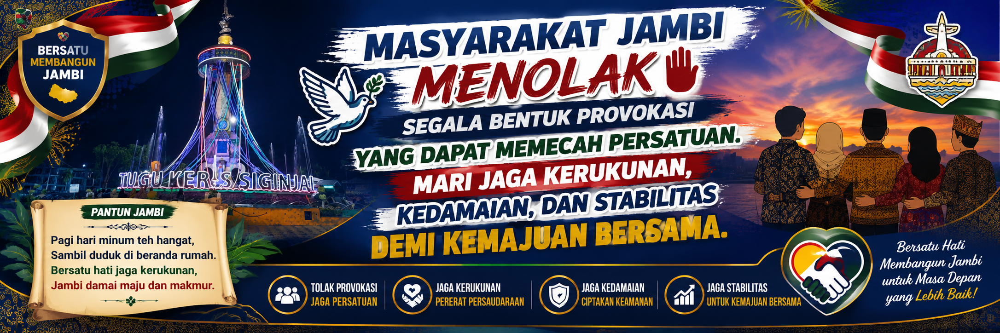 BERSATU
MEMBANGUN
JAMBI
MASYARAKAT JAMBI
MENOLAK
SEGALA BENTUK PROVOKASI
YANG DAPAT MEMECAH PERSATUAN.
MARI JAGA KERUKUNAN,
KEDAMAIAN, DAN STABILITAS
DEMI KEMAJUAN BERSAMA.
TUGU KERIS SIGINJAI
PANTUN JAMBI
Pagi hari minum teh hangat,
Sambil duduk di beranda rumah.
Bersatu hati jaga kerukunan,
Jambi damai maju dan makmur.
TOLAK PROVOKASI
JAGA PERSATUAN
JAGA KERUKUNAN
PERERAT PERSAUDARAAN
JAGA KEDAMAIAN
CIPTAKAN KEAMANAN
JAGA STABILITAS
UNTUK KEMAJUAN BERSAMA
Bersatu Hati
Membangun Jambi
untuk Masa Depan
yang Lebih Baik!